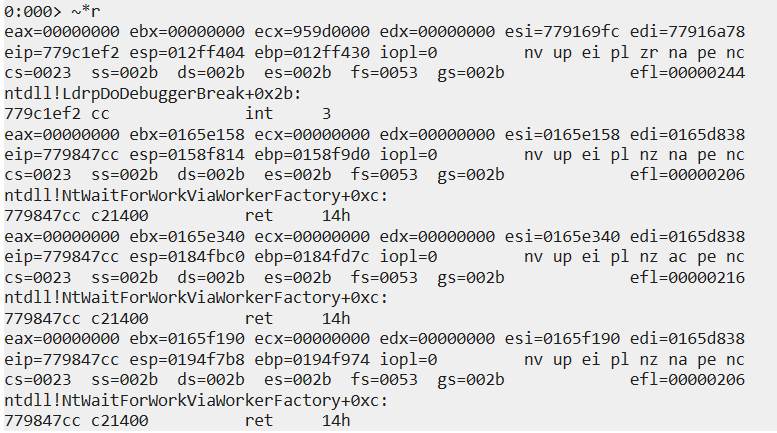 0:000> ~*r
eax=00000000 ebx=00000000 ecx=959d0000 edx=00000000 esi=779169fc edi=77916a78
eip=779c1ef2 esp=012ff404 ebp=012ff430 iopl=0         nv up ei pl zr na pe nc
cs=0023  ss=002b  ds=002b  es=002b  fs=0053  gs=002b             efl=00000244
ntdll!LdrpDoDebuggerBreak+0x2b:
779c1ef2 cc              int     3
eax=00000000 ebx=0165e158 ecx=00000000 edx=00000000 esi=0165e158 edi=0165d838
eip=779847cc esp=0158f814 ebp=0158f9d0 iopl=0         nv up ei pl nz na pe nc
cs=0023  ss=002b  ds=002b  es=002b  fs=0053  gs=002b             efl=00000206
ntdll!NtWaitForWorkViaWorkerFactory+0xc:
779847cc c21400          ret     14h
eax=00000000 ebx=0165e340 ecx=00000000 edx=00000000 esi=0165e340 edi=0165d838
eip=779847cc esp=0184fbc0 ebp=0184fd7c iopl=0         nv up ei pl nz ac pe nc
cs=0023  ss=002b  ds=002b  es=002b  fs=0053  gs=002b             efl=00000216
ntdll!NtWaitForWorkViaWorkerFactory+0xc:
779847cc c21400          ret     14h
eax=00000000 ebx=0165f190 ecx=00000000 edx=00000000 esi=0165f190 edi=0165d838
eip=779847cc esp=0194f7b8 ebp=0194f974 iopl=0         nv up ei pl nz na pe nc
cs=0023  ss=002b  ds=002b  es=002b  fs=0053  gs=002b             efl=00000206
ntdll!NtWaitForWorkViaWorkerFactory+0xc:
779847cc c21400          ret     14h